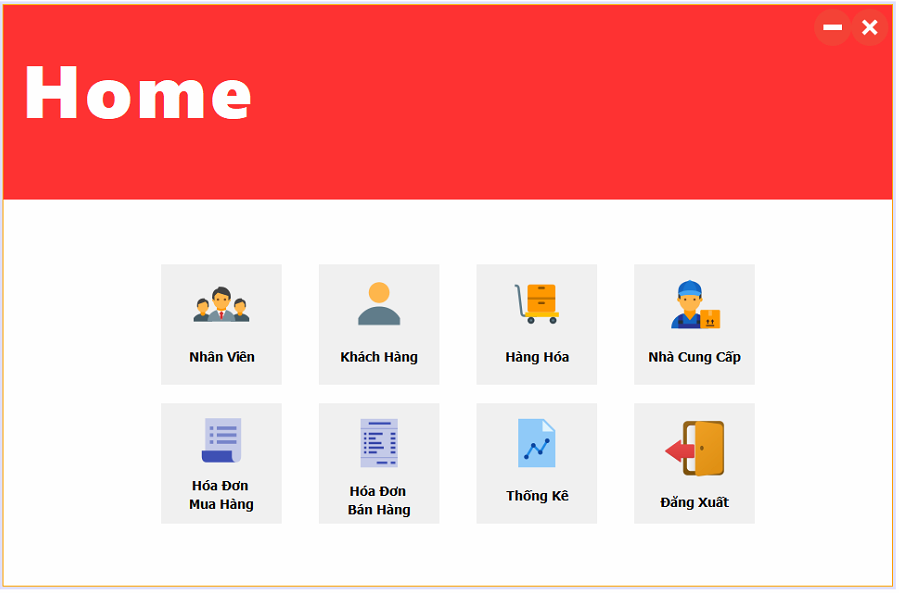 Home
Nhân Viên
Khách Hàng
Hàng Hóa
Nhà Cung Cấp
Hóa Đơn
Mua Hàng
Hóa Đơn
Bán Hàng
Thống Kê
Đăng Xuất